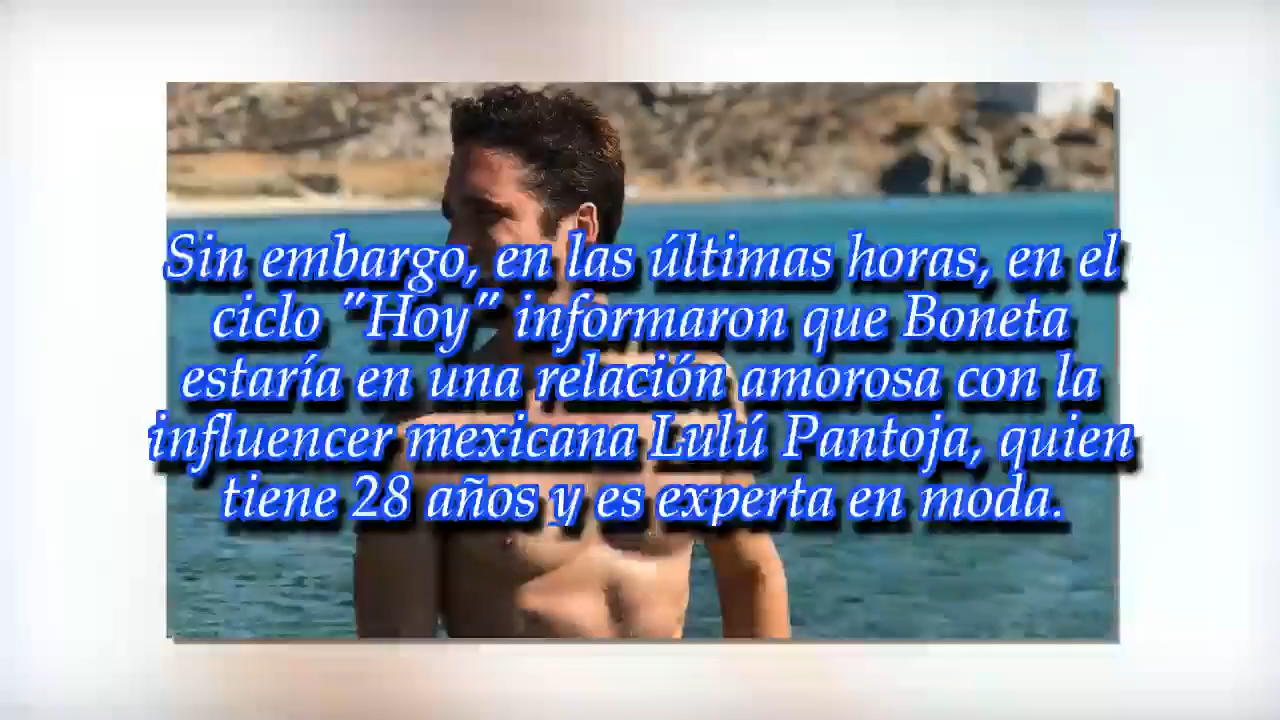 Sin embargo, en las últimas horas, en el
ciclo "Hoy" informaron que Boneta
estaría en una relación amorosa con la
influencer mexicana Lulú Pantoja, quien
tiene 28 años y es experta en moda.